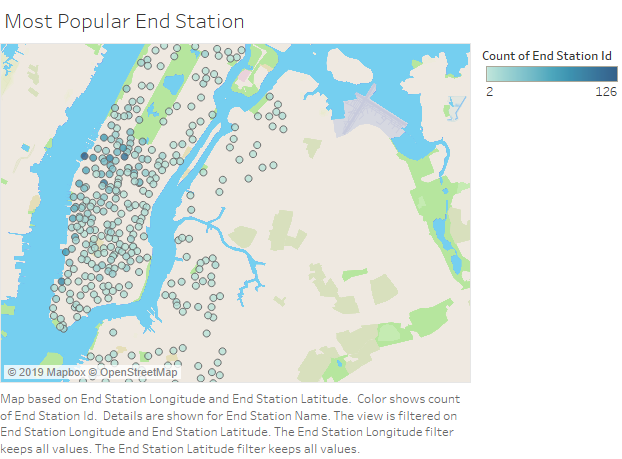 Most Popular End Station
Count of End Station Id
2 126
© 2019 Mapbox © OpenStreetMap
Map based on End Station Longitude and End Station Latitude. Color shows count
of End Station Id. Details are shown for End Station Name. The view is filtered on
End Station Longitude and End Station Latitude. The End Station Longitude filter
keeps all values. The End Station Latitude filter keeps all values.